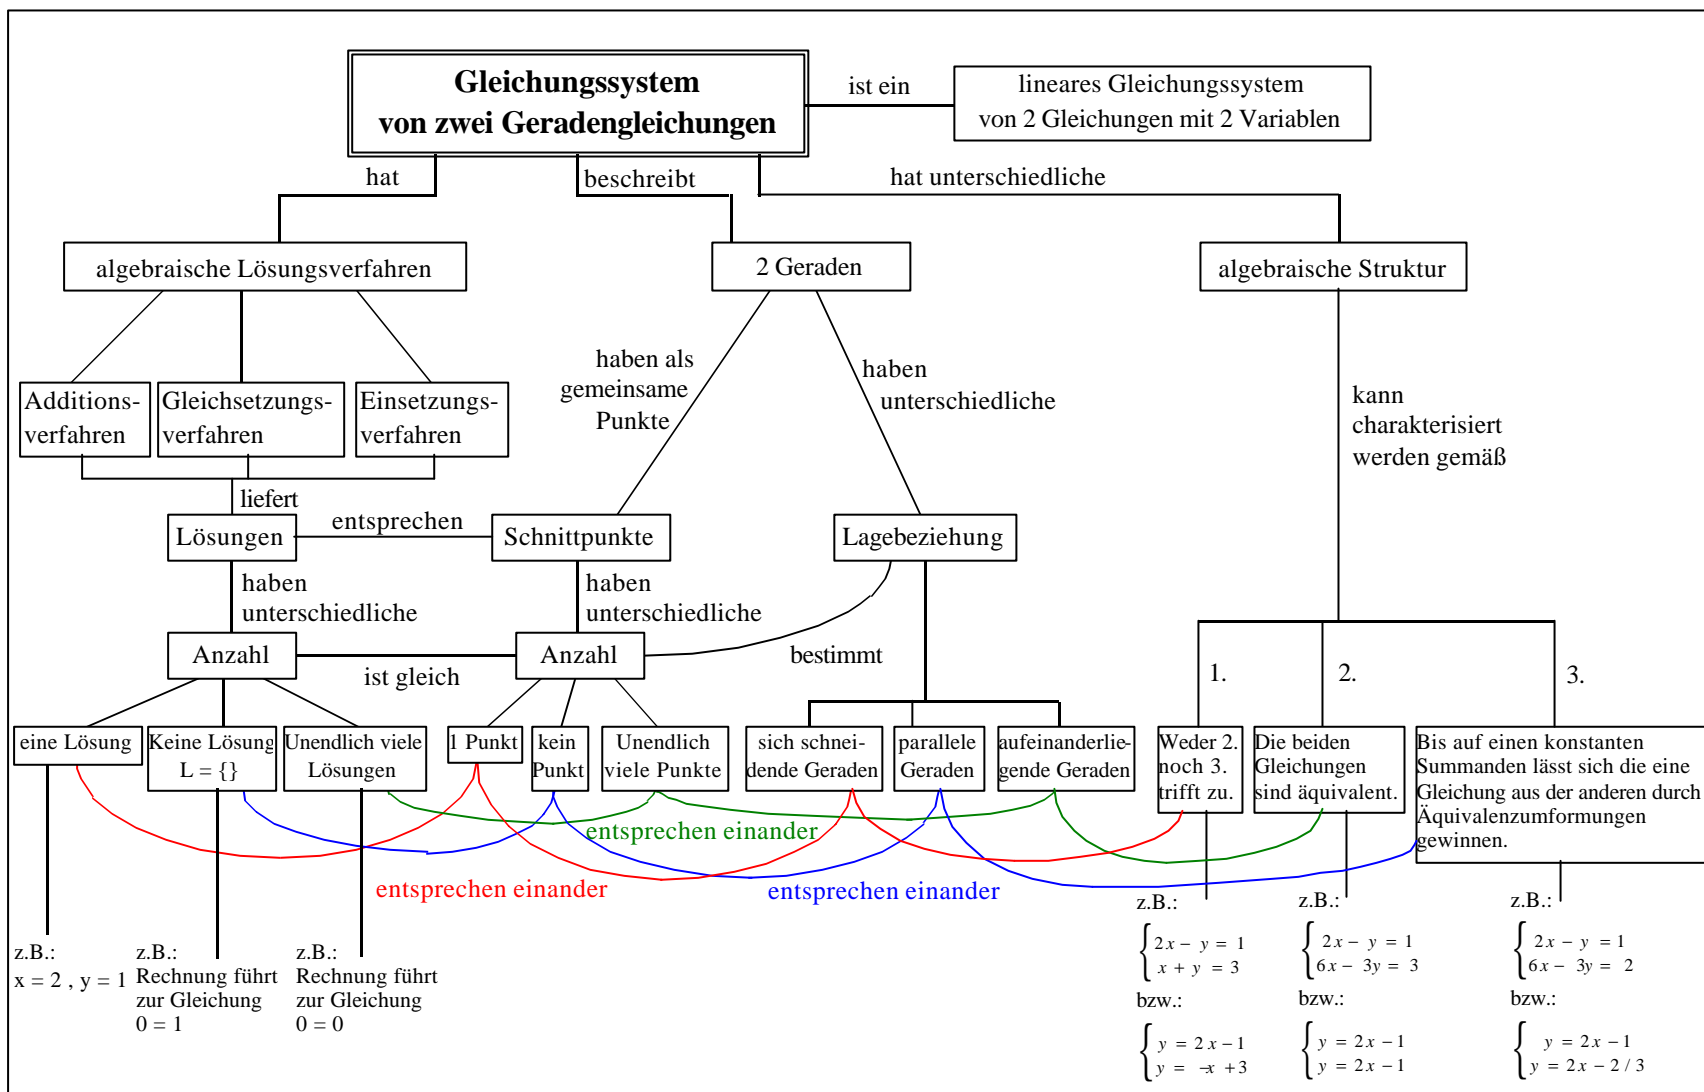 Gleichungssystem
von zwei Geradengleichungen
ist ein
lineares Gleichungssystem
von 2 Gleichungen mit 2 Variablen
hat
beschreibt
hat unterschiedliche
algebraische Lösungsverfahren
2 Geraden
algebraische Struktur
haben als
gemeinsame
Punkte
haben
unterschiedliche
kann
charakterisiert
werden gemäß
Additions-
verfahren
Gleichsetzungs-
verfahren
Einsetzungs-
verfahren
liefert
Lösungen
entsprechen
Schnittpunkte
Lagebeziehung
haben
unterschiedliche
haben
unterschiedliche
Anzahl
ist gleich
Anzahl
bestimmt
1.
2.
3.
eine Lösung
Keine Lösung
L = {}
Unendlich viele
Lösungen
1 Punkt
kein
Punkt
Unendlich
viele Punkte
sich schnei-
dende Geraden
parallele
Geraden
aufeinanderlie-
gende Geraden
Weder 2.
noch 3.
trifft zu.
Die beiden
Gleichungen
sind äquivalent.
Bis auf einen konstanten
Summanden lässt sich die eine
Gleichung aus der anderen durch
Äquivalenzumformungen
gewinnen.
entsprechen einander
entsprechen einander
entsprechen einander
z.B.:
x = 2 , y = 1
z.B.:
Rechnung führt
zur Gleichung
0 = 1
z.B.:
Rechnung führt
zur Gleichung
0 = 0
z.B.:
2x - y = 1
x + y = 3
bzw.:
y = 2x - 1
y = -x + 3
z.B.:
2x - y = 1
6x - 3y = 3
bzw.:
y = 2x - 1
y = 2x - 1
z.B.:
2x - y = 1
6x - 3y = 2
bzw.:
y = 2x - 1
y = 2x - 2 / 3